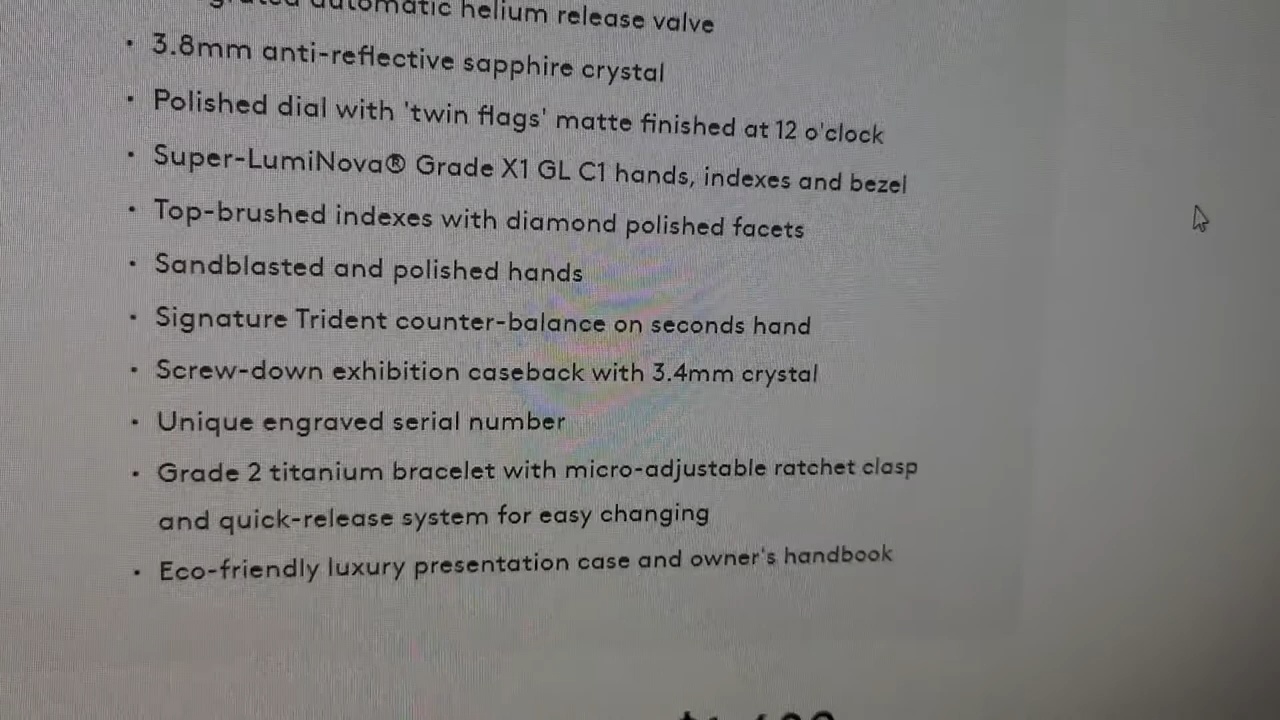 automatic helium release valve
• 3.8mm anti-reflective sapphire crystal
• Polished dial with 'twin flags' matte finished at 12 o'clock
• Super-LumiNova® Grade X1 GL C1 hands, indexes and bezel
• Top-brushed indexes with diamond polished facets
• Sandblasted and polished hands
• Signature Trident counter-balance on seconds hand
• Screw-down exhibition caseback with 3.4mm crystal
• Unique engraved serial number
• Grade 2 titanium bracelet with micro-adjustable ratchet clasp
and quick-release system for easy changing
• Eco-friendly luxury presentation case and owner's handbook